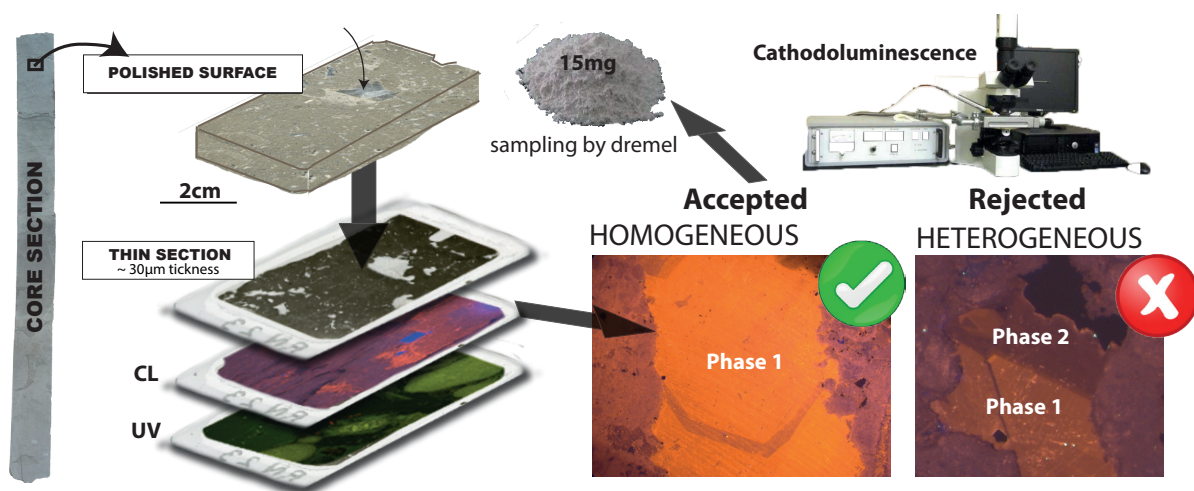 CORE SECTION
POLISHED SURFACE
2cm
THIN SECTION
~ 30µm tickness
CL
UV
15mg
sampling by dremel
Cathodoluminescence
Accepted
HOMOGENEOUS
Phase 1
Rejected
HETEROGENEOUS
Phase 2
Phase 1